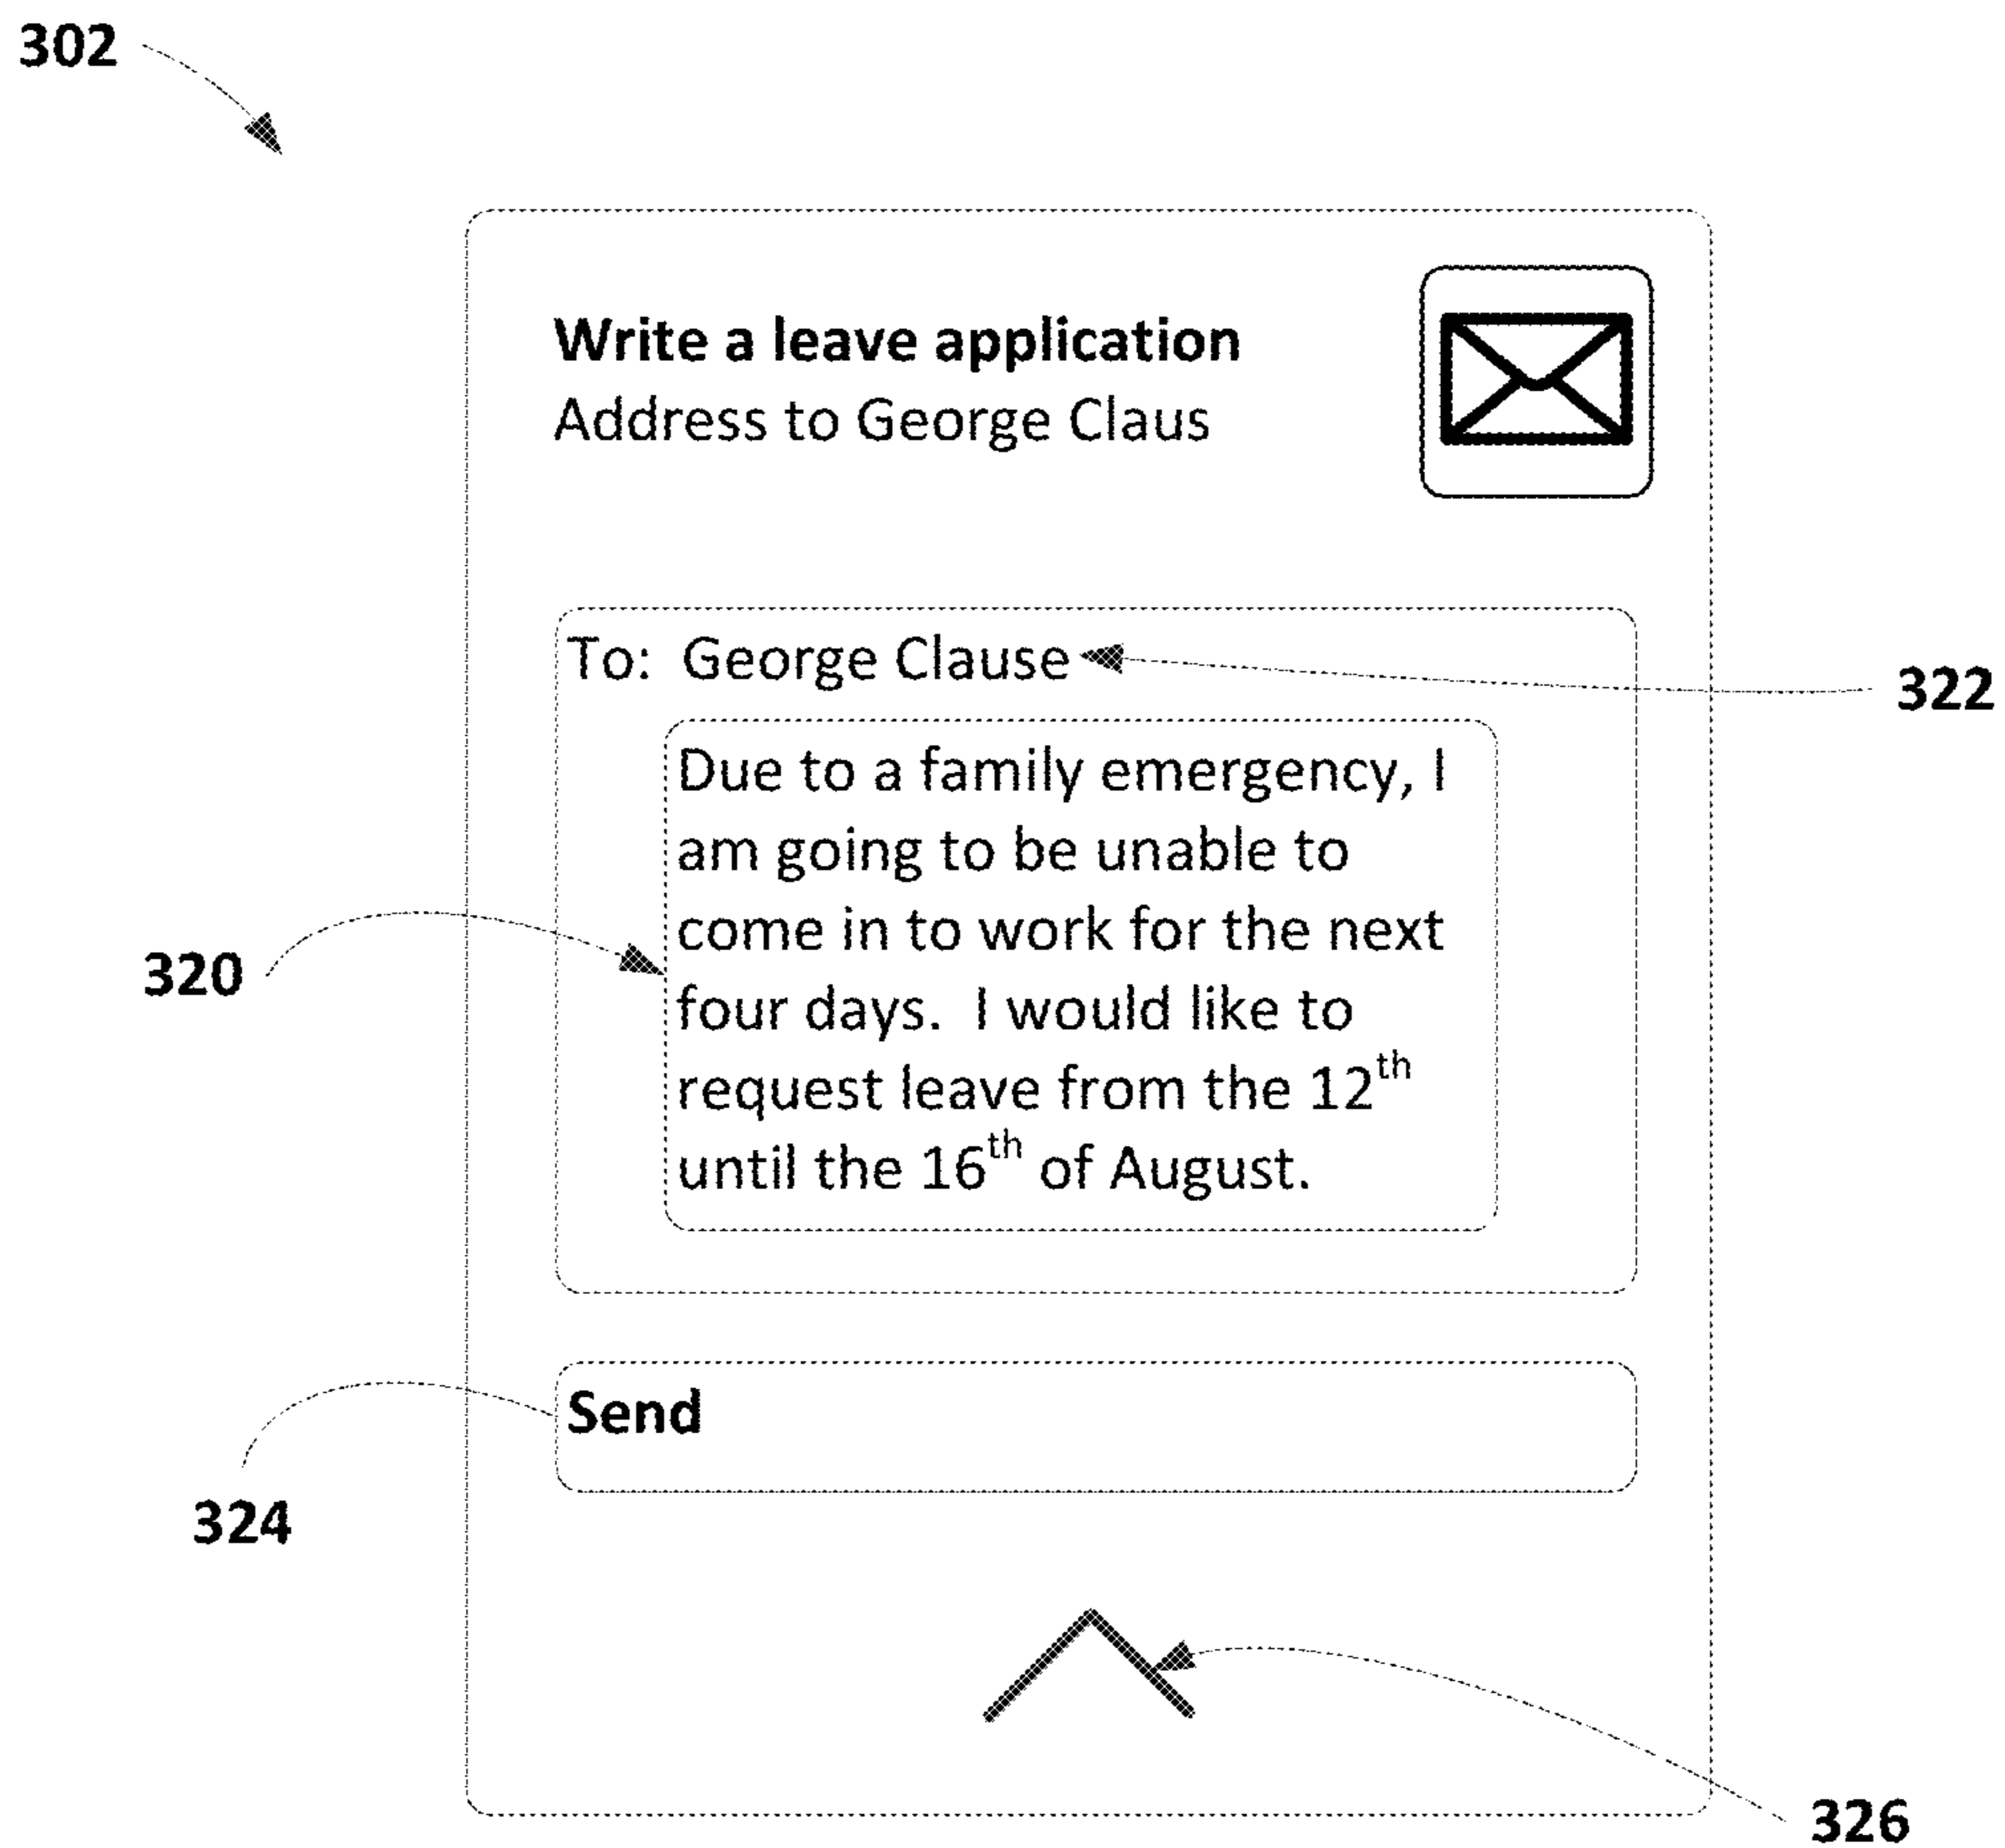 302
Write a leave application
Address to George Claus
To:  George Clause
322
Due to a family emergency, I
am going to be unable to
come in to work for the next
320
four days.  I would like to
request leave from the 12th
until the 16th of August.
Send
324
326